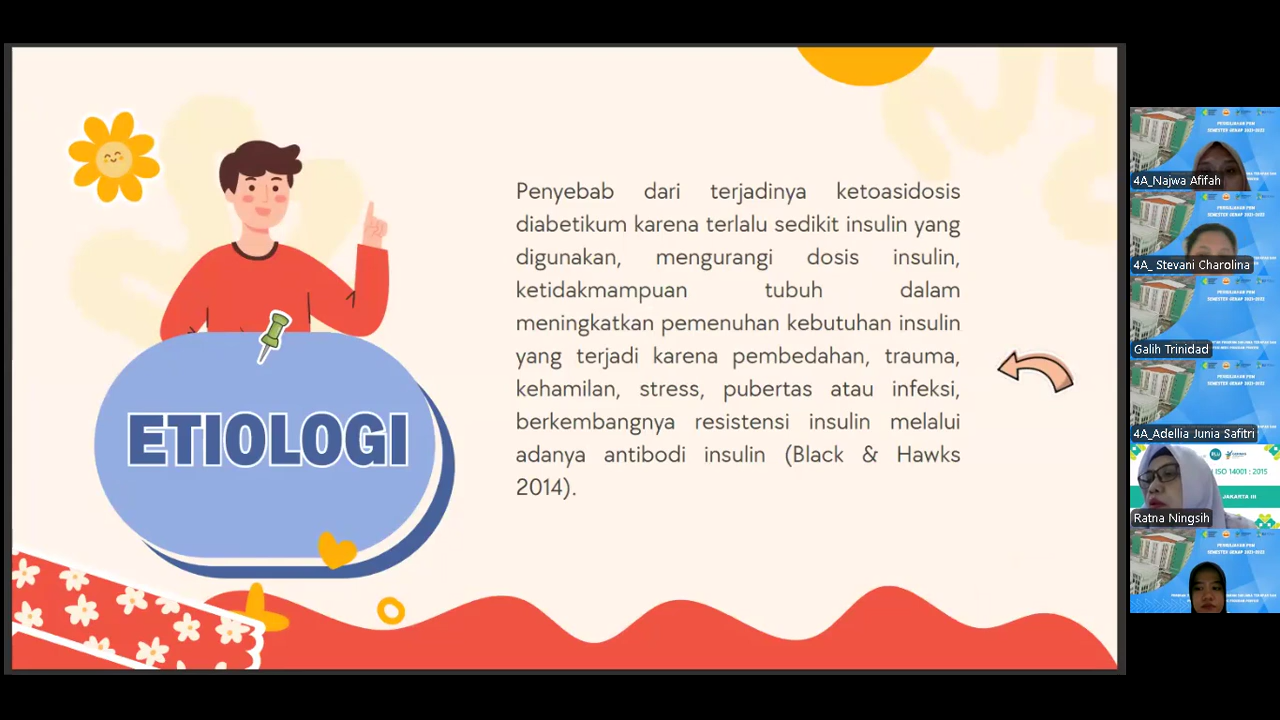 ETIOLOGI
Penyebab dari terjadinya ketoasidosis
diabetikum karena terlalu sedikit insulin yang
digunakan, mengurangi dosis insulin,
ketidakmampuan tubuh dalam
meningkatkan pemenuhan kebutuhan insulin
yang terjadi karena pembedahan, trauma,
kehamilan, stress, pubertas atau infeksi,
berkembangnya resistensi insulin melalui
adanya antibodi insulin (Black & Hawks
2014).
4A_Najwa Afifah
4A_ Stevani Charolina
Galih Trinidad
4A_Adellia Junia Safitri
ISO 14001 : 2015
JAKARTA III
Ratna Ningsih